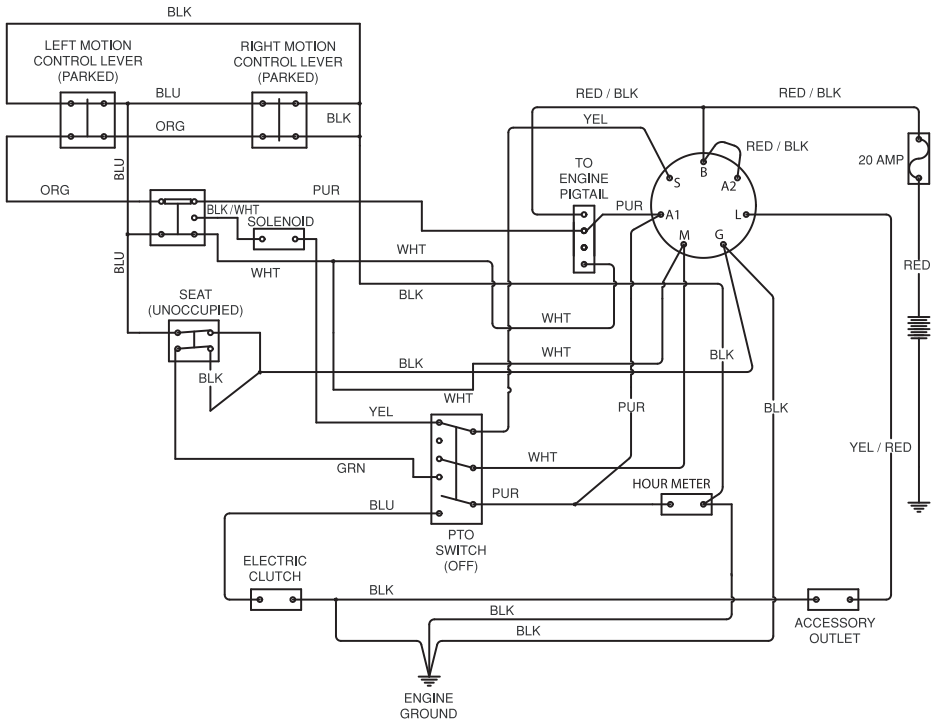 BLK
LEFT MOTION
CONTROL LEVER
(PARKED)
RIGHT MOTION
CONTROL LEVER
(PARKED)
BLU
ORG
BLK
BLU
RED / BLK
RED / BLK
YEL
B
RED / BLK
20 AMP
TO
ENGINE
PIGTAIL
S
A2
ORG
PUR
BLK / WHT
SOLENOID
PUR
A1
L
M
G
WHT
WHT
BLU
RED
SEAT
(UNOCCUPIED)
BLK
WHT
WHT
BLK
BLK
BLK
WHT
YEL
PUR
BLK
YEL / RED
GRN
WHT
PUR
HOUR METER
BLU
PTO
SWITCH
(OFF)
ELECTRIC
CLUTCH
BLK
BLK
BLK
ACCESSORY
OUTLET
ENGINE
GROUND